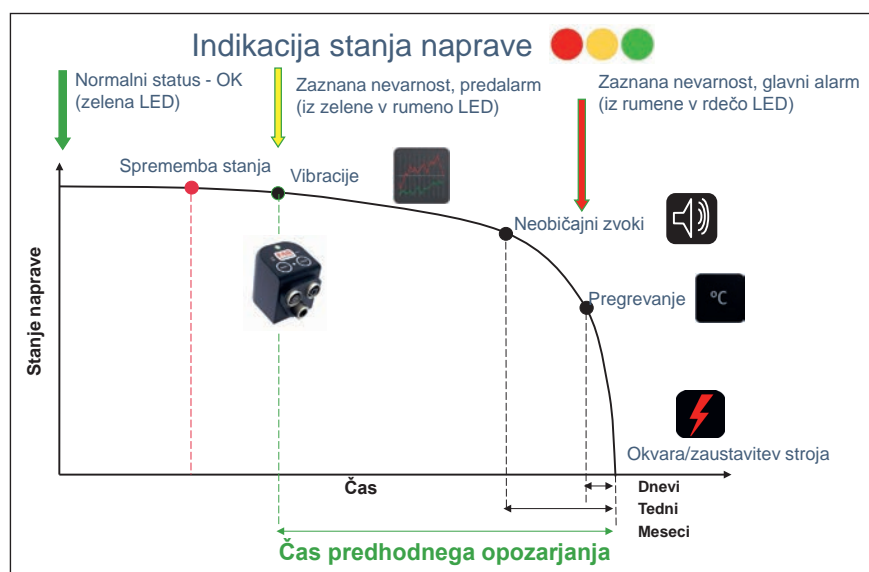 Indikacija stanja naprave
Normalni status - OK
(zelena LED)
Zaznana nevarnost, predalarm
(iz zelene v rumeno LED)
Zaznana nevarnost, glavni alarm
(iz rumene v rdečo LED)
Sprememba stanja
Vibracije
Neobičajni zvoki
Pregrevanje
°C
Stanje naprave
Okvara/zaustavitev stroja
Čas
Dnevi
Tedni
Meseci
Čas predhodnega opozarjanja